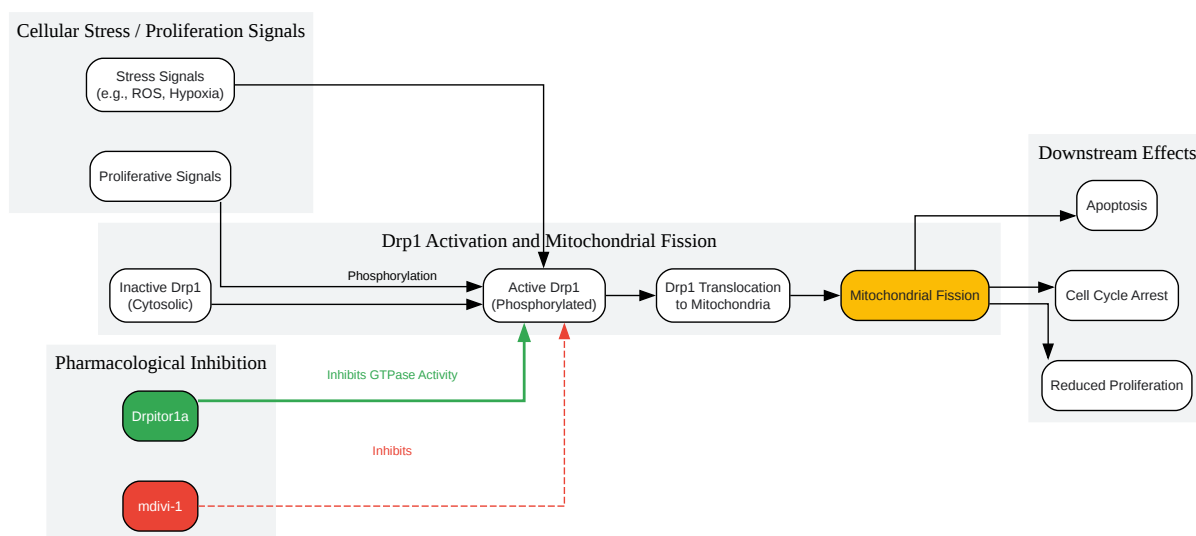 Cellular Stress / Proliferation Signals
Stress Signals
(e.g., ROS, Hypoxia)
Proliferative Signals
Drp1 Activation and Mitochondrial Fission
Phosphorylation
Inactive Drp1
(Cytosolic)
Active Drp1
(Phosphorylated)
Drp1 Translocation
to Mitochondria
Mitochondrial Fission
Downstream Effects
Apoptosis
Cell Cycle Arrest
Reduced Proliferation
Pharmacological Inhibition
Inhibits GTPase Activity
Drpitor1a
Inhibits
mdivi-1